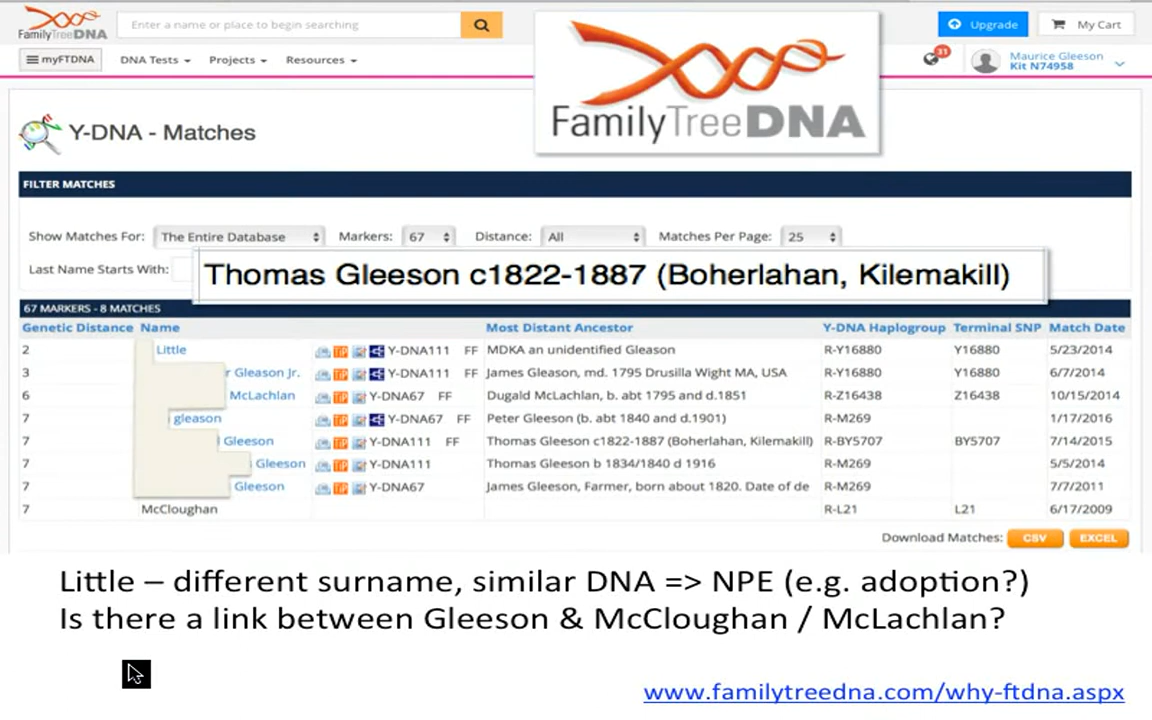 FamilyTreeDNA
Enter a name or place to begin searching
Upgrade
My Cart
myFTDNA
DNA Tests
Projects
Resources
31
Maurice Gleeson
Kit N74958
FamilyTreeDNA
Y-DNA - Matches
FILTER MATCHES
Show Matches For: The Entire Database Markers: 67 Distance: All Matches Per Page: 25
Last Name Starts With:
Thomas Gleeson c1822-1887 (Boherlahan, Kilemakill)
67 MARKERS - 8 MATCHES
Genetic Distance Name Most Distant Ancestor Y-DNA Haplogroup Terminal SNP Match Date
2 Little TiP Y-DNA111 FF MDKA an unidentified Gleason R-Y16880 Y16880 5/23/2014
3 r Gleason Jr. TiP Y-DNA111 FF James Gleason, md. 1795 Drusilla Wight MA, USA R-Y16880 Y16880 6/7/2014
6 McLachlan TiP Y-DNA67 FF Dugald McLachlan, b. abt 1795 and d.1851 R-Z16438 Z16438 10/15/2014
7 gleason TiP Y-DNA67 FF Peter Gleeson (b. abt 1840 and d.1901) R-M269 1/17/2016
7 Gleeson TiP Y-DNA111 FF Thomas Gleeson c1822-1887 (Boherlahan, Kilemakill) R-BY5707 BY5707 7/14/2015
7 Gleeson TiP Y-DNA111 Thomas Gleeson b 1834/1840 d 1916 R-M269 5/5/2014
7 Gleeson TiP Y-DNA67 James Gleeson, Farmer, born about 1820. Date of de R-M269 7/7/2011
7 McCloughan R-L21 L21 6/17/2009
Download Matches: CSV EXCEL
Little – different surname, similar DNA => NPE (e.g. adoption?)
Is there a link between Gleeson & McCloughan / McLachlan?
www.familytreedna.com/why-ftdna.aspx